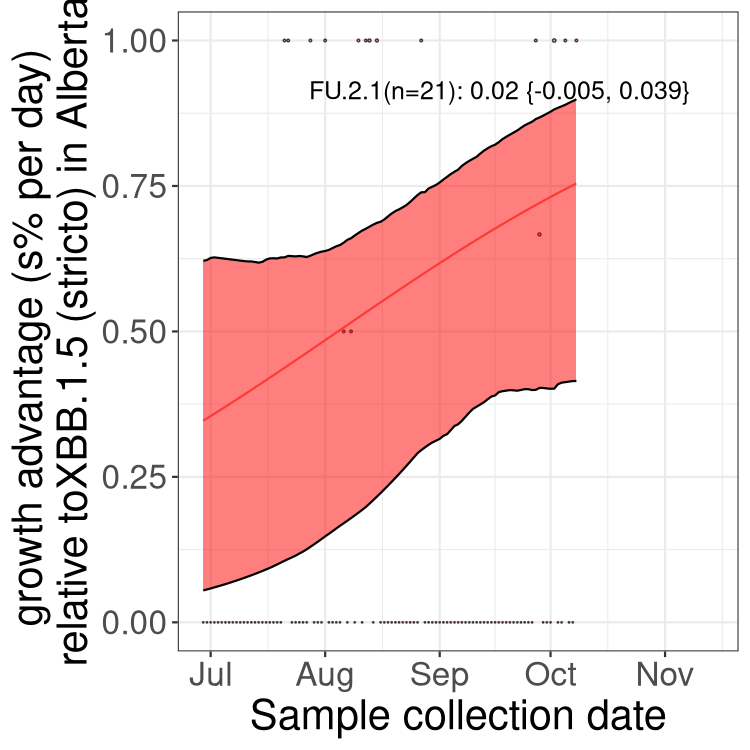 growth advantage (s% per day)
relative toXBB.1.5 (stricto) in Alberta
1.00
0.75
0.50
0.25
0.00
FU.2.1(n=21): 0.02 {-0.005, 0.039}
Jul Aug Sep Oct Nov
Sample collection date